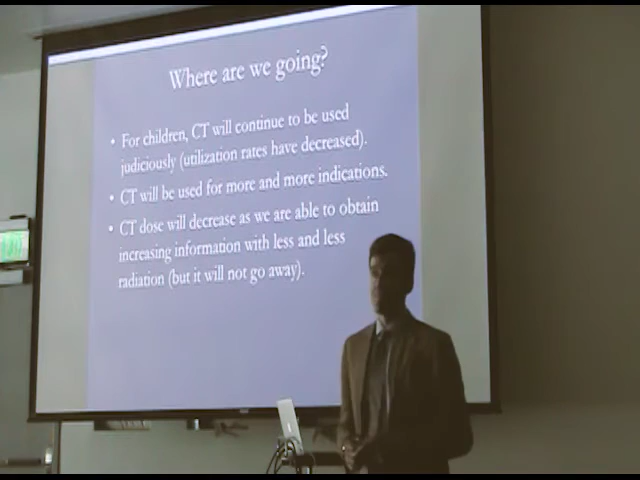 Where are we going?
• For children, CT will continue to be used
judiciously (utilization rates have decreased).
• CT will be used for more and more indications.
• CT dose will decrease as we are able to obtain
increasing information with less and less
radiation (but it will not go away).